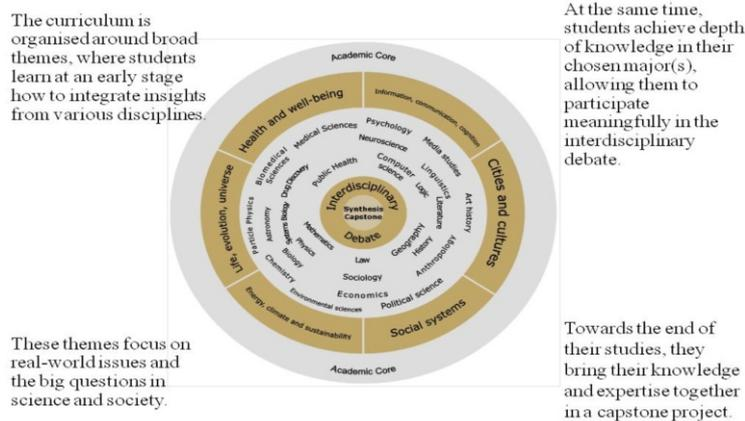 The curriculum is
organised around broad
themes, where students
learn at an early stage
how to integrate insights
from various disciplines.
At the same time,
students achieve depth
of knowledge in their
chosen major(s),
allowing them to
participate
meaningfully in the
interdisciplinary
debate.
Academic Core
Health and well-being
Information, communication, cognition
Cities and cultures
Social systems
Energy, climate and sustainability
Life, evolution, universe
Medical Sciences
Psychology
Media studies
Biomedical
Sciences
Neuroscience
Public Health
Computer
science
Linguistics
Logic
Literature
Art history
Drug Discovery
Particle Physics
Astronomy
Systems Biology
Mathematics
Physics
Biology
Chemistry
Geography
History
Anthropology
Law
Sociology
Economics
Political science
Environmental sciences
Interdisciplinary
Synthesis
Capstone
Debate
Academic Core
These themes focus on
real-world issues and
the big questions in
science and society.
Towards the end of
their studies, they
bring their knowledge
and expertise together
in a capstone project.